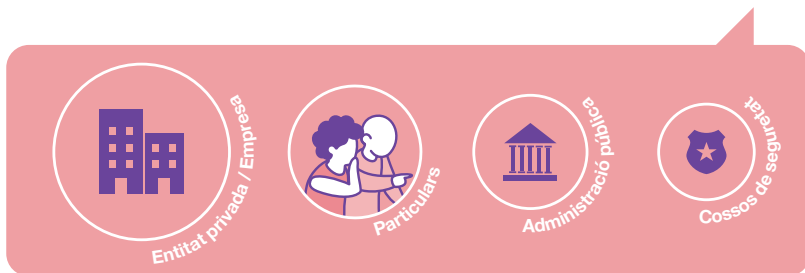 Entitat privada / Empresa
Particulars
Administració pública
Cossos de seguretat